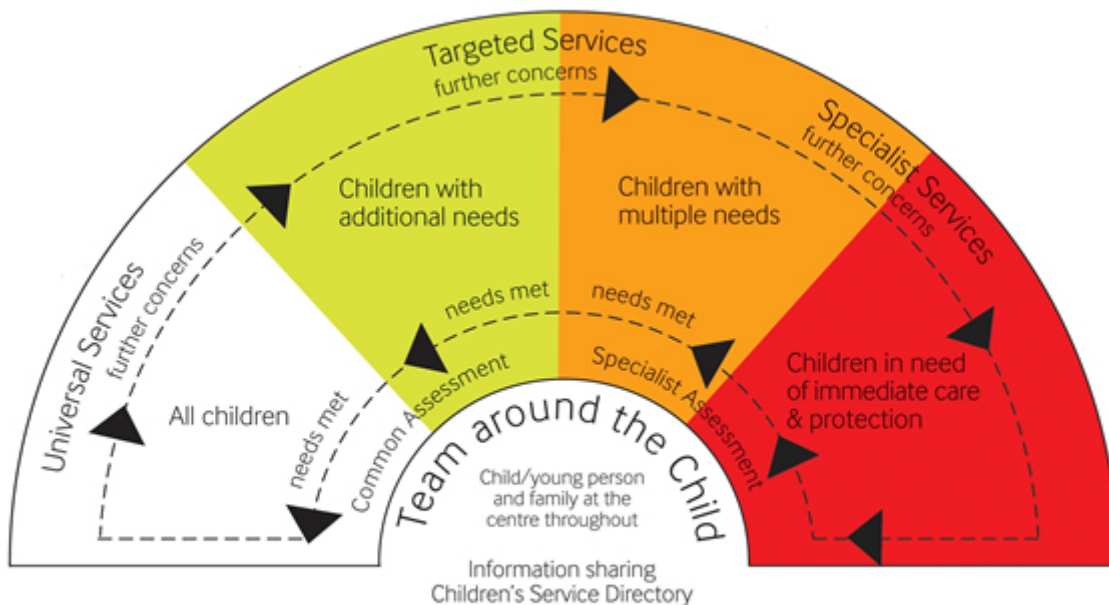 Universal Services
further concerns
All children
needs met
Common Assessment
Targeted Services
further concerns
Children with
additional needs
needs met
Children with
multiple needs
needs met
Specialist Assessment
Specialist Services
further concerns
Children in need
of immediate care
& protection
Team around the Child
Child/young person
and family at the
centre throughout
Information sharing
Children's Service Directory